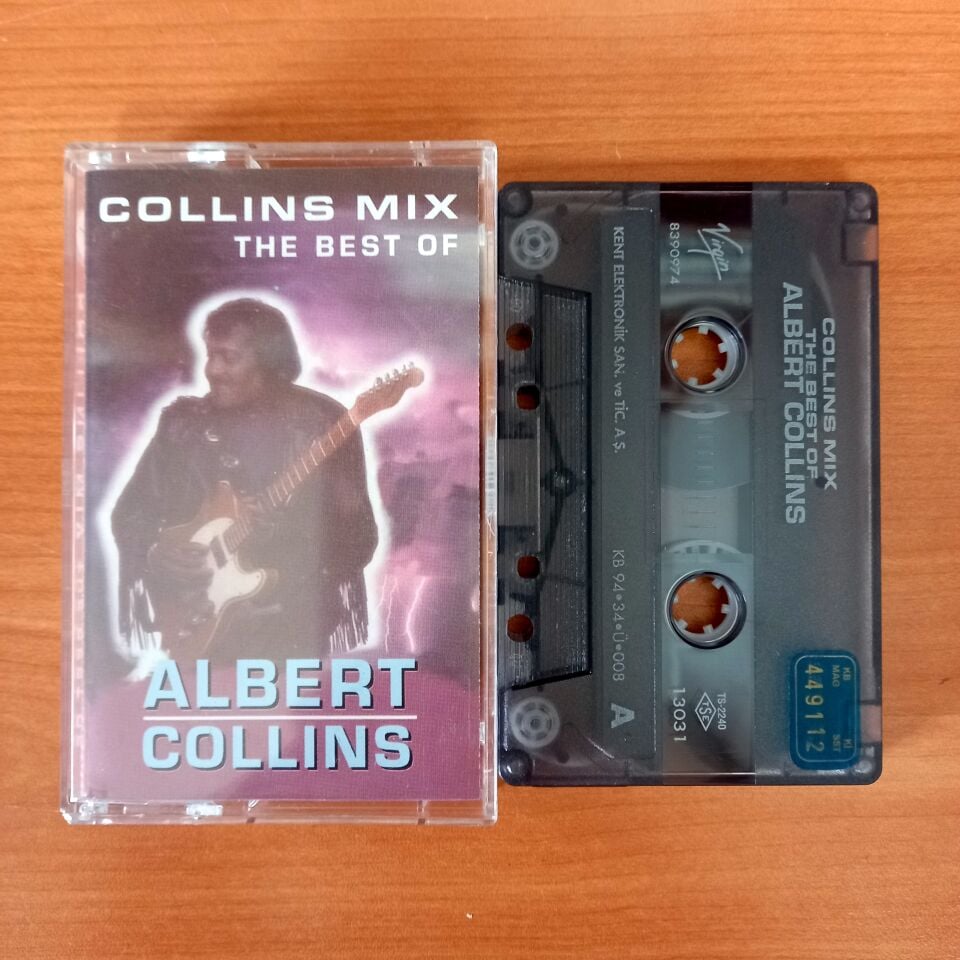 COLLINS MIX
THE BEST OF
ALBERT
COLLINS
COLLINS MIX
THE BEST OF
ALBERT COLLINS
Virgin
8390974
TS-2240
TSE
13031
KENT ELEKTRONİK SAN. ve TİC. A Ş.
KB 94•34•Ü•008
A
KB
MAG
449112